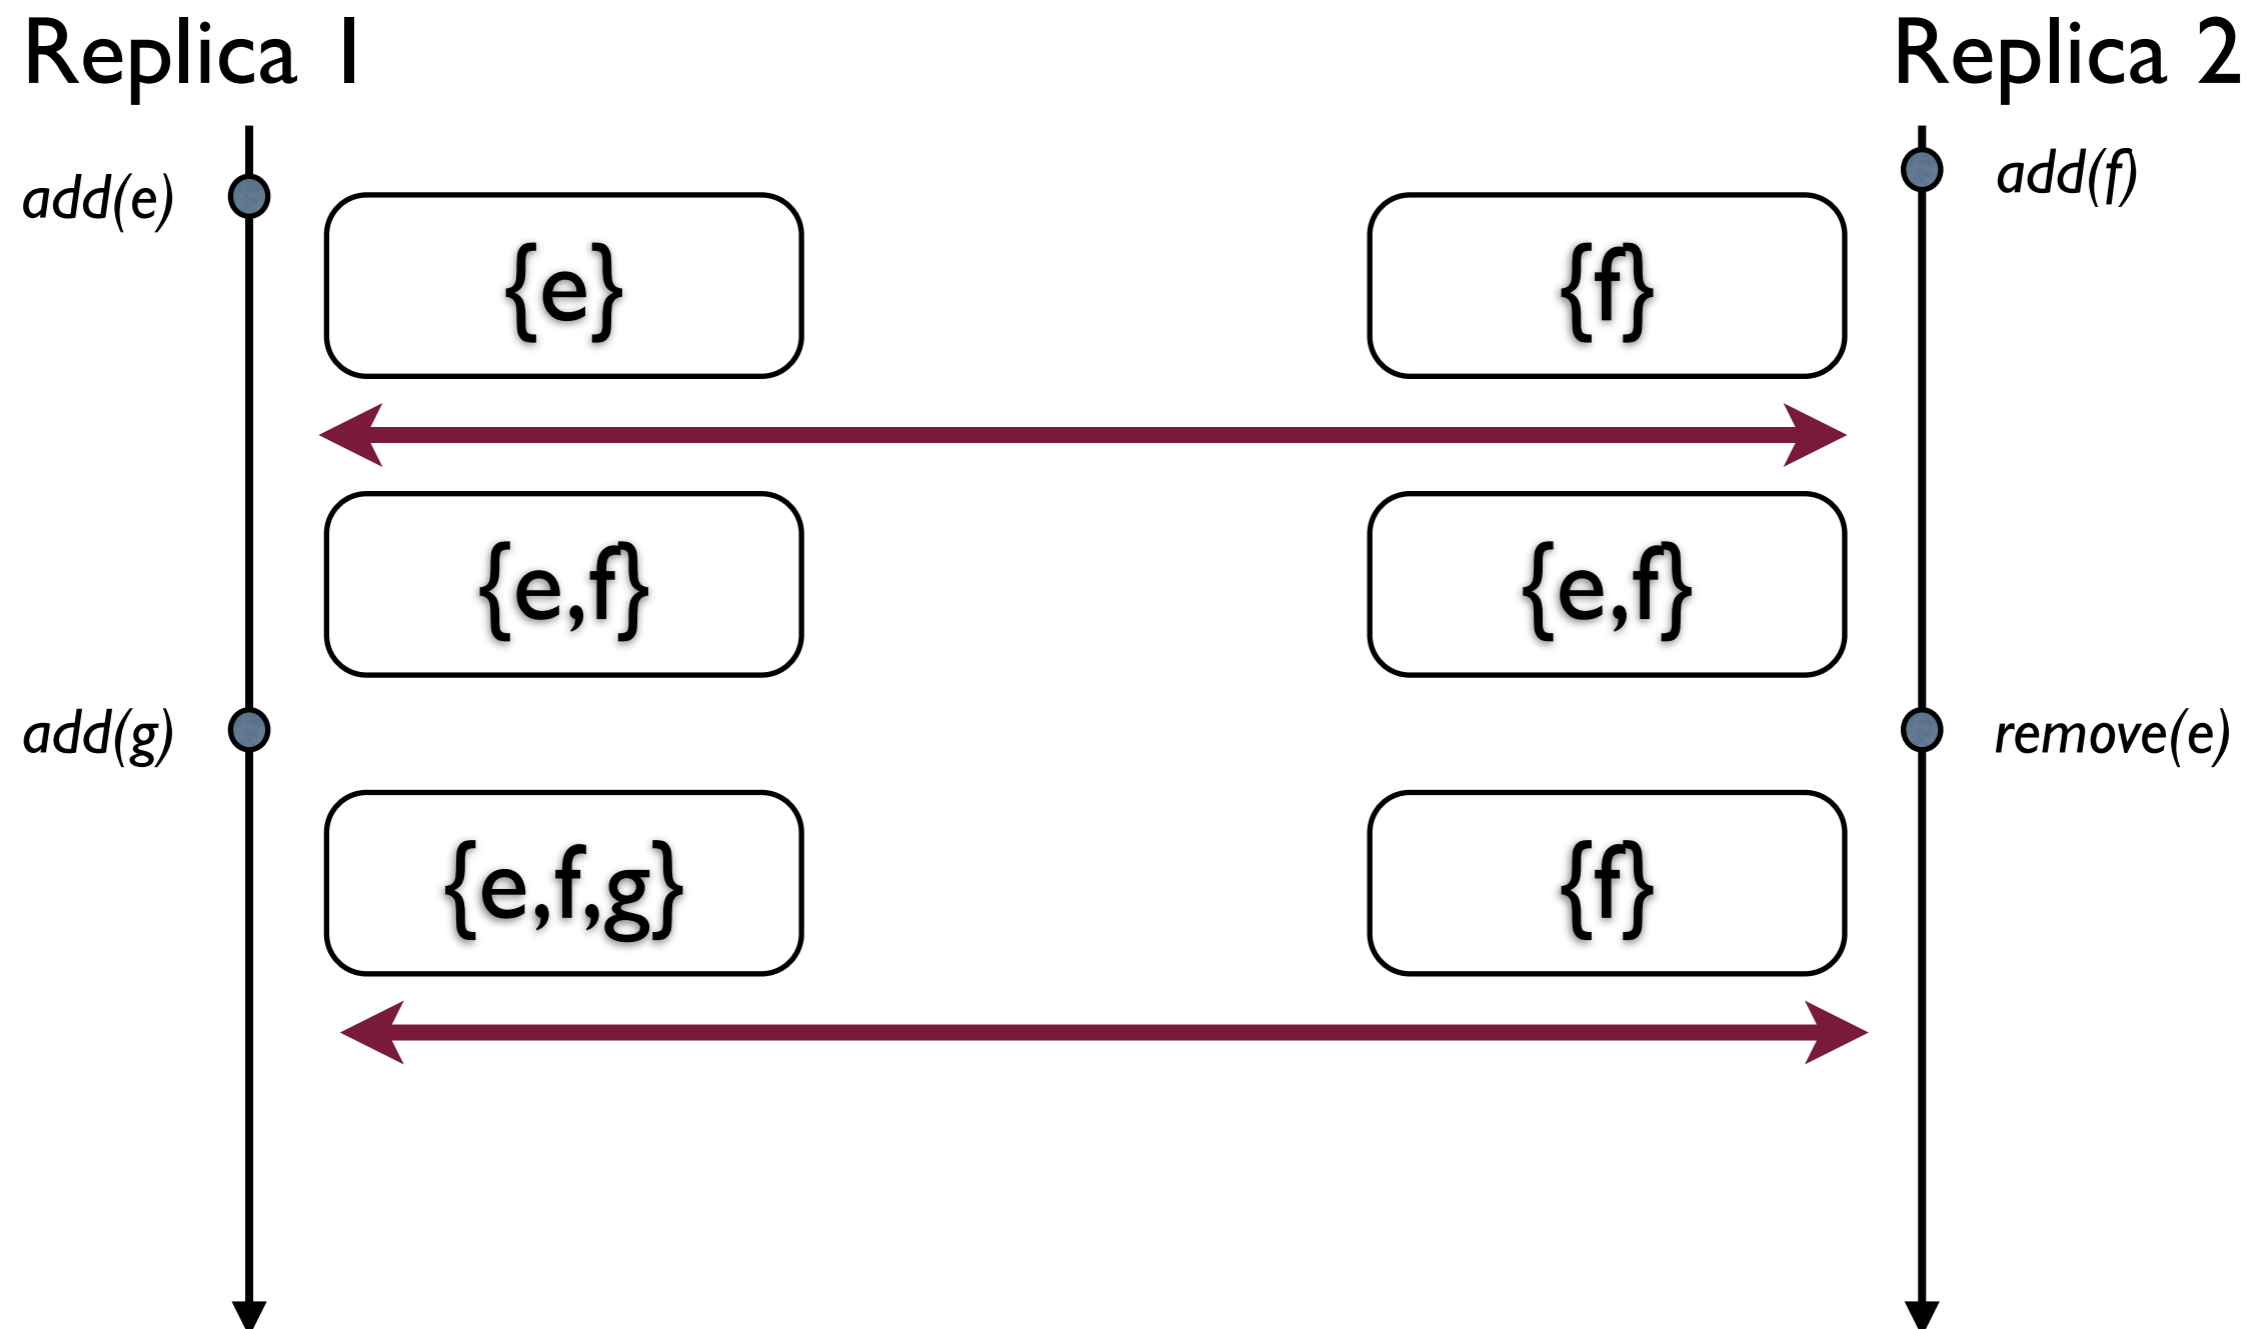 Replica 1
Replica 2
add(e)
add(f)
{e}
{f}
{e,f}
{e,f}
add(g)
remove(e)
{e,f,g}
{f}